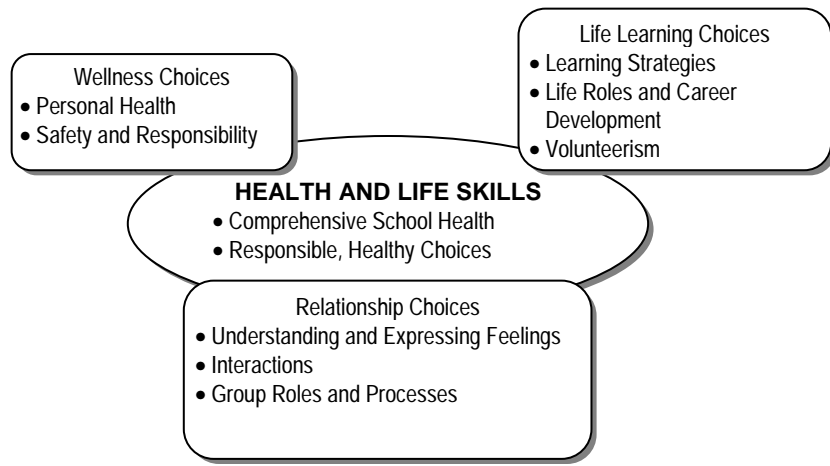 Wellness Choices
• Personal Health
• Safety and Responsibility
Life Learning Choices
• Learning Strategies
• Life Roles and Career
Development
• Volunteerism
HEALTH AND LIFE SKILLS
• Comprehensive School Health
• Responsible, Healthy Choices
Relationship Choices
• Understanding and Expressing Feelings
• Interactions
• Group Roles and Processes